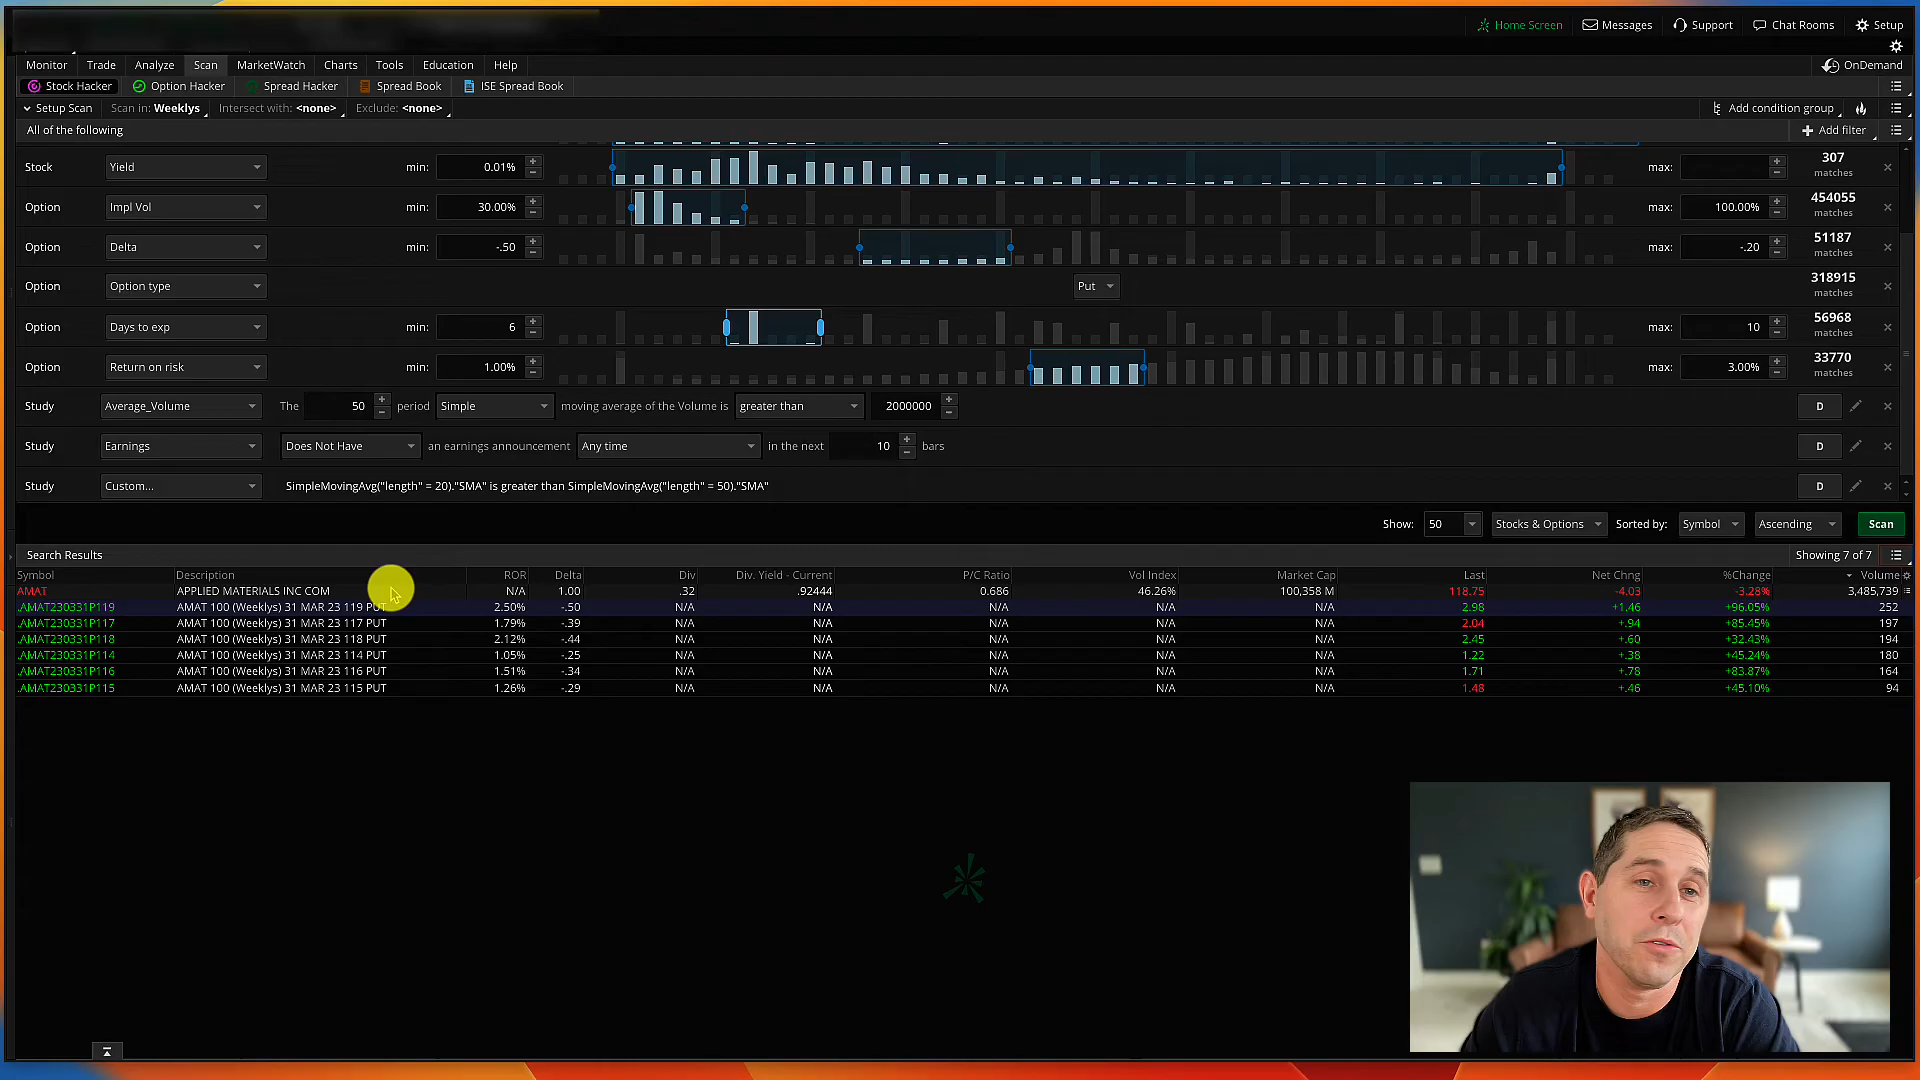 Home Screen Messages Support Chat Rooms Setup
Monitor Trade Analyze Scan MarketWatch Charts Tools Education Help OnDemand
Stock Hacker Option Hacker Spread Hacker Spread Book ISE Spread Book
Setup Scan Scan in: Weeklys Intersect with: <none> Exclude: <none> Add condition group
All of the following + Add filter
Stock Yield min: 0.01% max: 307 matches
Option Impl Vol min: 30.00% max: 100.00% 454055 matches
Option Delta min: -.50 max: -.20 51187 matches
Option Option type Put 318915 matches
Option Days to exp min: 6 max: 10 56968 matches
Option Return on risk min: 1.00% max: 3.00% 33770 matches
Study Average_Volume The 50 period Simple moving average of the Volume is greater than 2000000 D
Study Earnings Does Not Have an earnings announcement Any time in the next 10 bars D
Study Custom... SimpleMovingAvg("length" = 20)."SMA" is greater than SimpleMovingAvg("length" = 50)."SMA" D
Show: 50 Stocks & Options Sorted by: Symbol Ascending Scan
Search Results Showing 7 of 7
Symbol Description ROR Delta Div Div. Yield - Current P/C Ratio Vol Index Market Cap Last Net Chng %Change Volume
AMAT APPLIED MATERIALS INC COM N/A 1.00 .32 .92444 0.686 46.26% 100,358 M 118.75 -4.03 -3.28% 3,485,739
.AMAT230331P119 AMAT 100 (Weeklys) 31 MAR 23 119 PUT 2.50% -.50 N/A N/A N/A N/A N/A 2.98 +1.46 +96.05% 252
.AMAT230331P117 AMAT 100 (Weeklys) 31 MAR 23 117 PUT 1.79% -.39 N/A N/A N/A N/A N/A 2.04 +.94 +85.45% 197
.AMAT230331P118 AMAT 100 (Weeklys) 31 MAR 23 118 PUT 2.12% -.44 N/A N/A N/A N/A N/A 2.45 +.60 +32.43% 194
.AMAT230331P114 AMAT 100 (Weeklys) 31 MAR 23 114 PUT 1.05% -.25 N/A N/A N/A N/A N/A 1.22 +.38 +45.24% 180
.AMAT230331P116 AMAT 100 (Weeklys) 31 MAR 23 116 PUT 1.51% -.34 N/A N/A N/A N/A N/A 1.71 +.78 +83.87% 164
.AMAT230331P115 AMAT 100 (Weeklys) 31 MAR 23 115 PUT 1.26% -.29 N/A N/A N/A N/A N/A 1.48 +.46 +45.10% 94